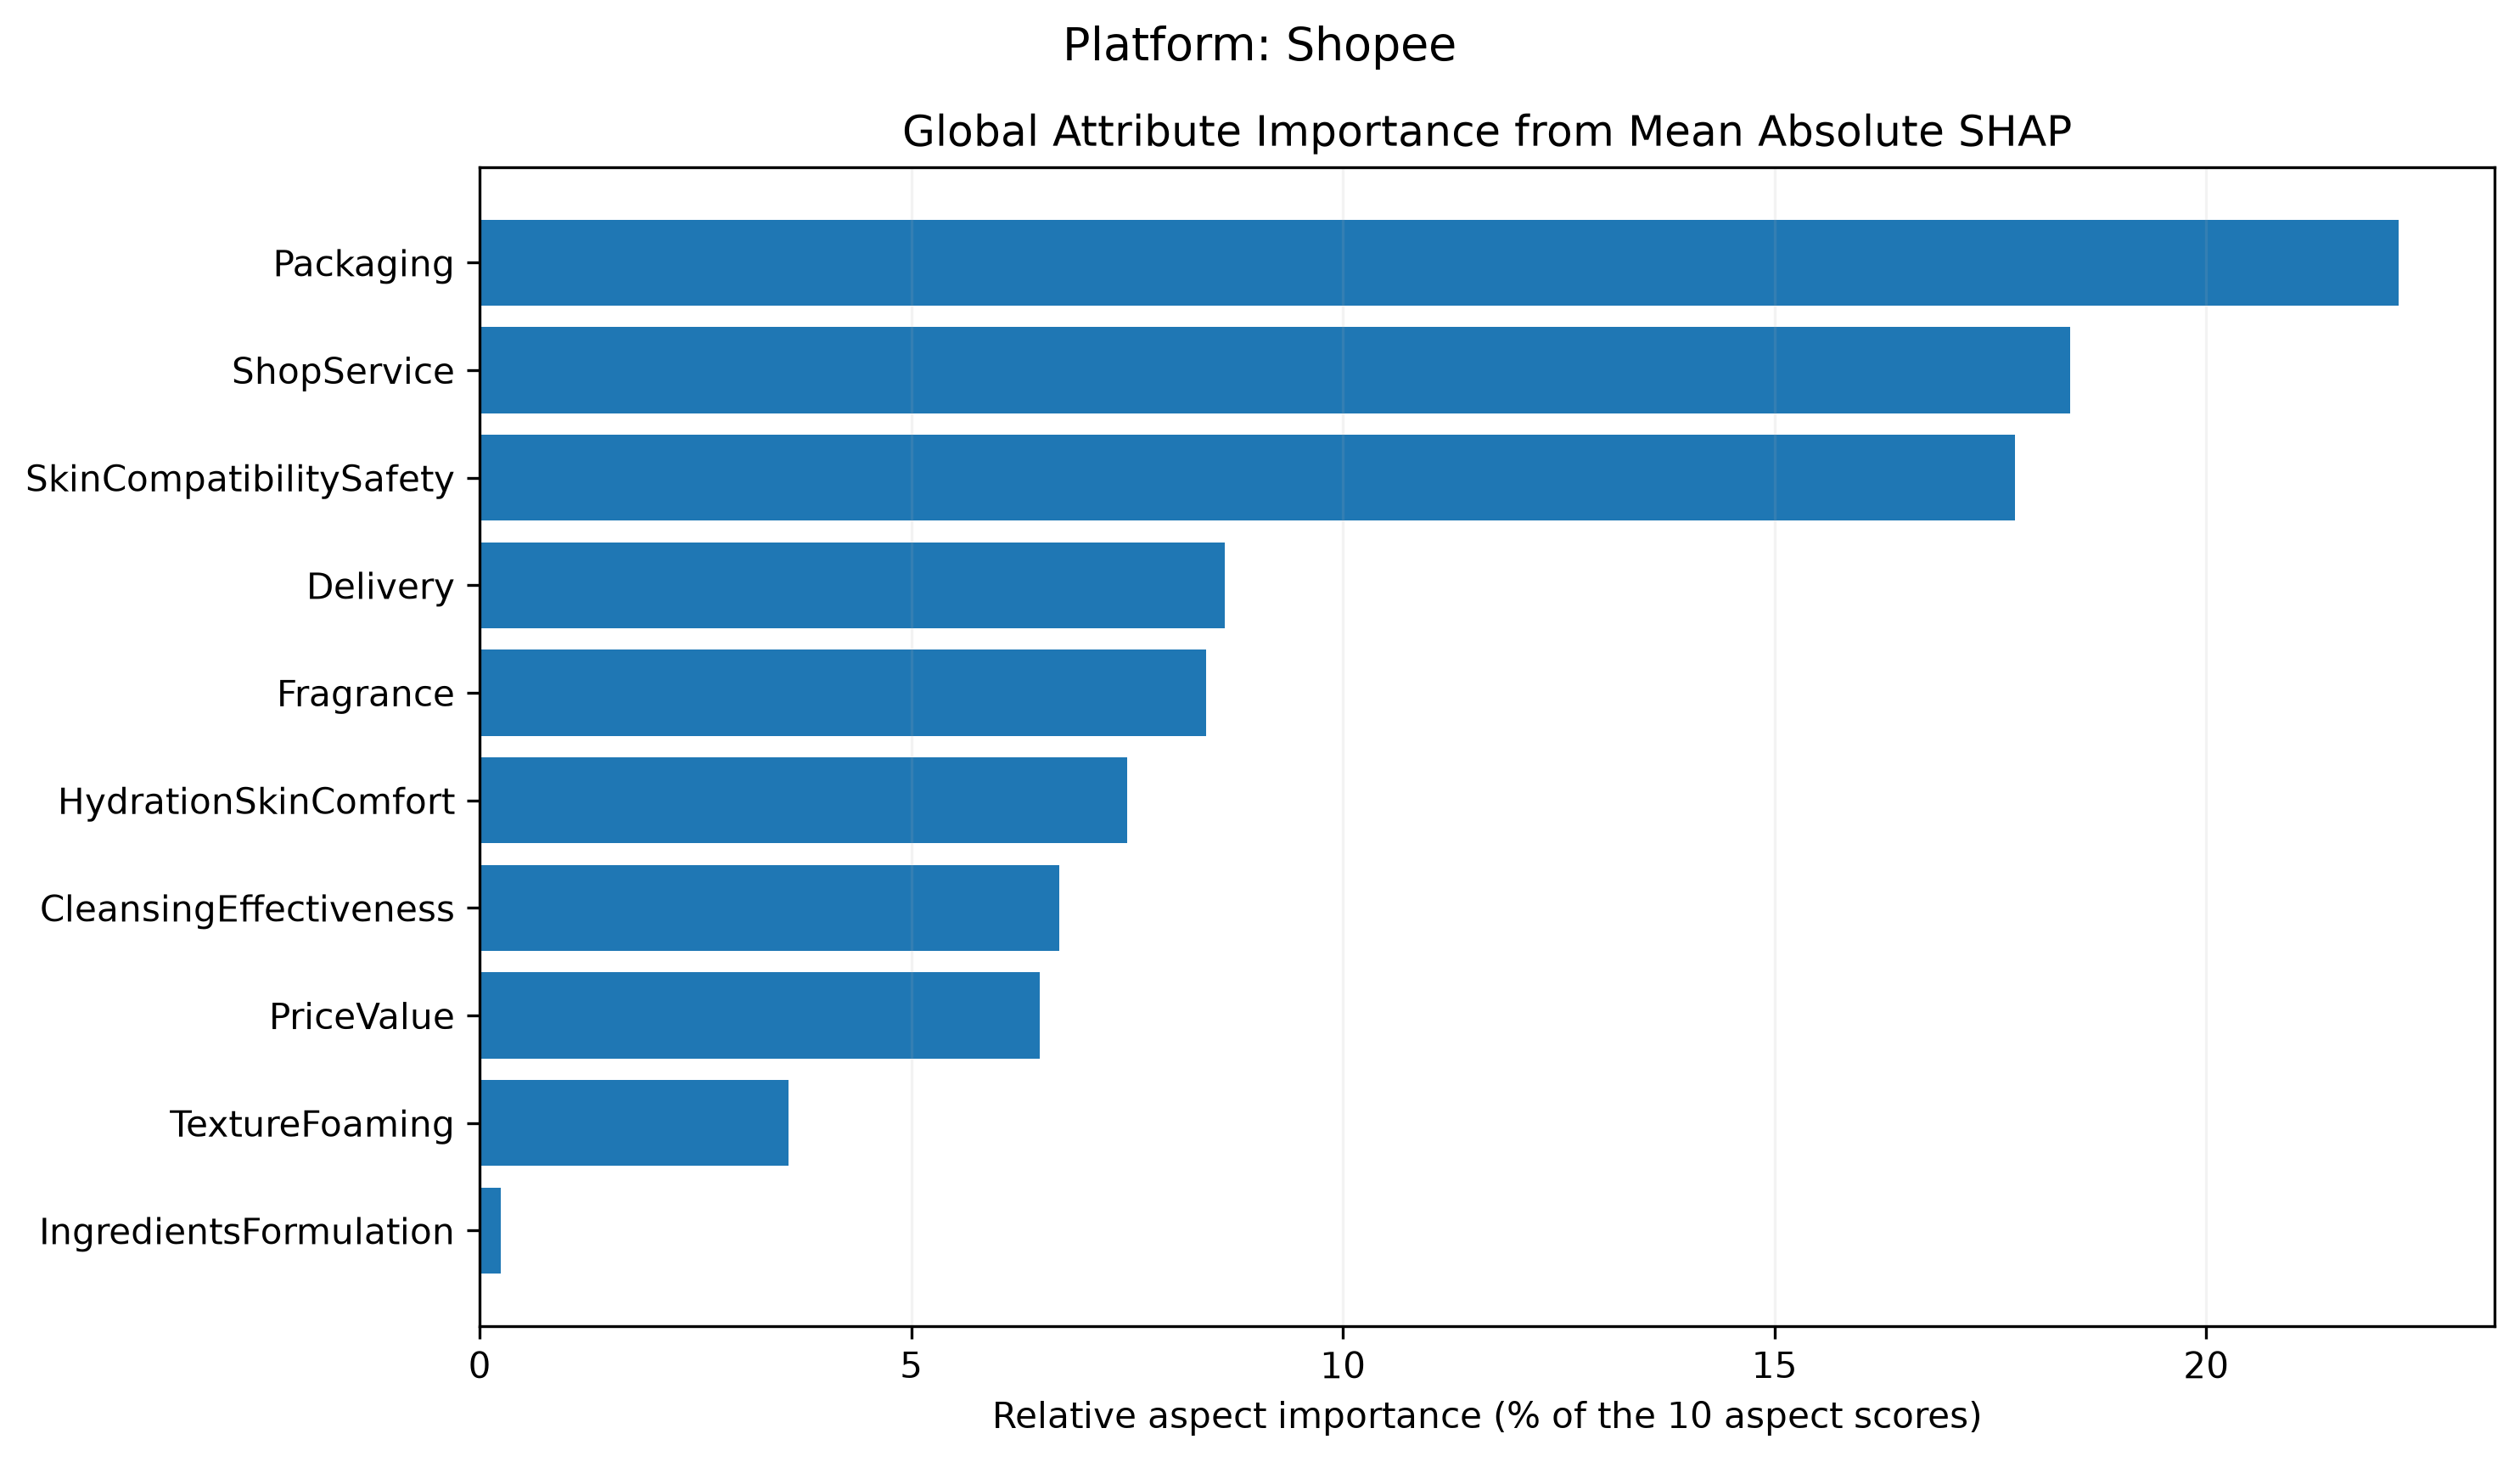 Platform: Shopee
Global Attribute Importance from Mean Absolute SHAP
Packaging
ShopService
SkinCompatibilitySafety
Delivery
Fragrance
HydrationSkinComfort
CleansingEffectiveness
PriceValue
TextureFoaming
IngredientsFormulation
0 5 10 15 20
Relative aspect importance (% of the 10 aspect scores)